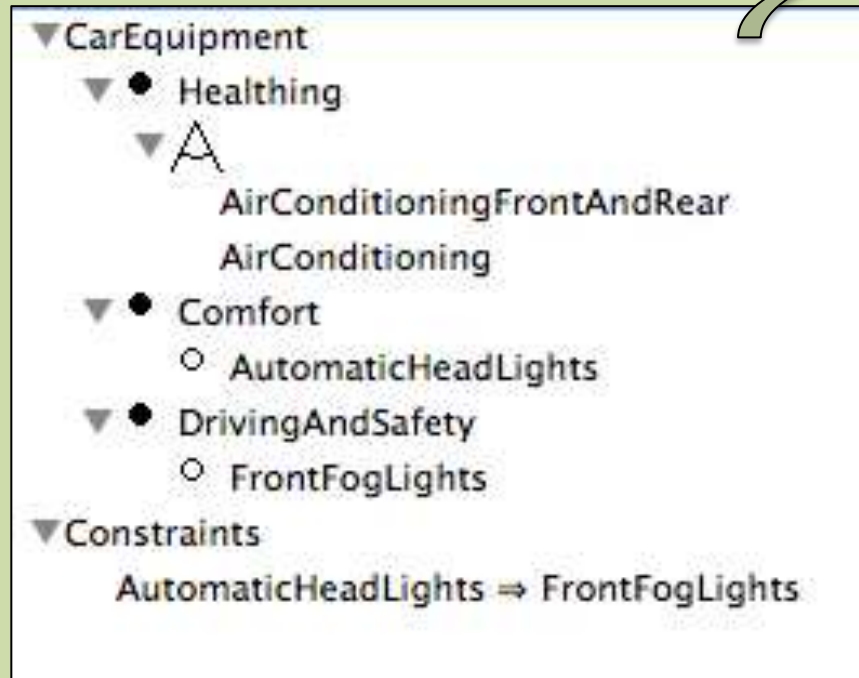 CarEquipment
Healthing
AirConditioningFrontAndRear
AirConditioning
Comfort
AutomaticHeadLights
DrivingAndSafety
FrontFogLights
Constraints
AutomaticHeadLights ⇒ FrontFogLights